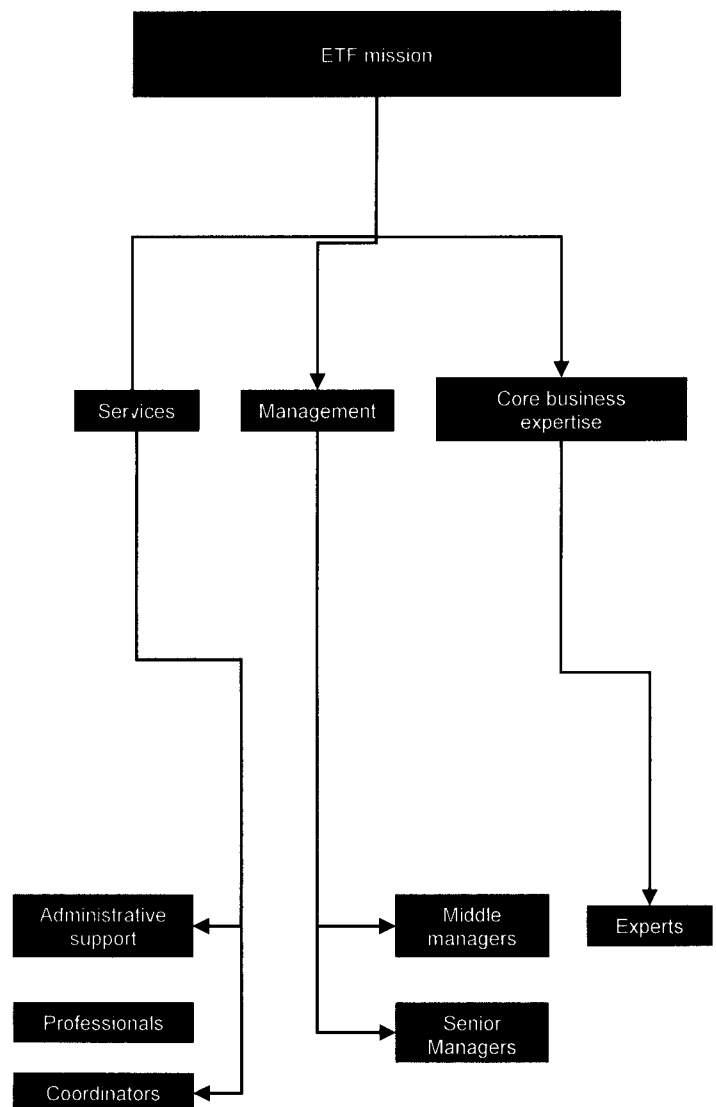 ETF mission
Services
Management
Core business
expertise
Administrative
support
Middle
managers
Experts
Professionals
Senior
Managers
Coordinators